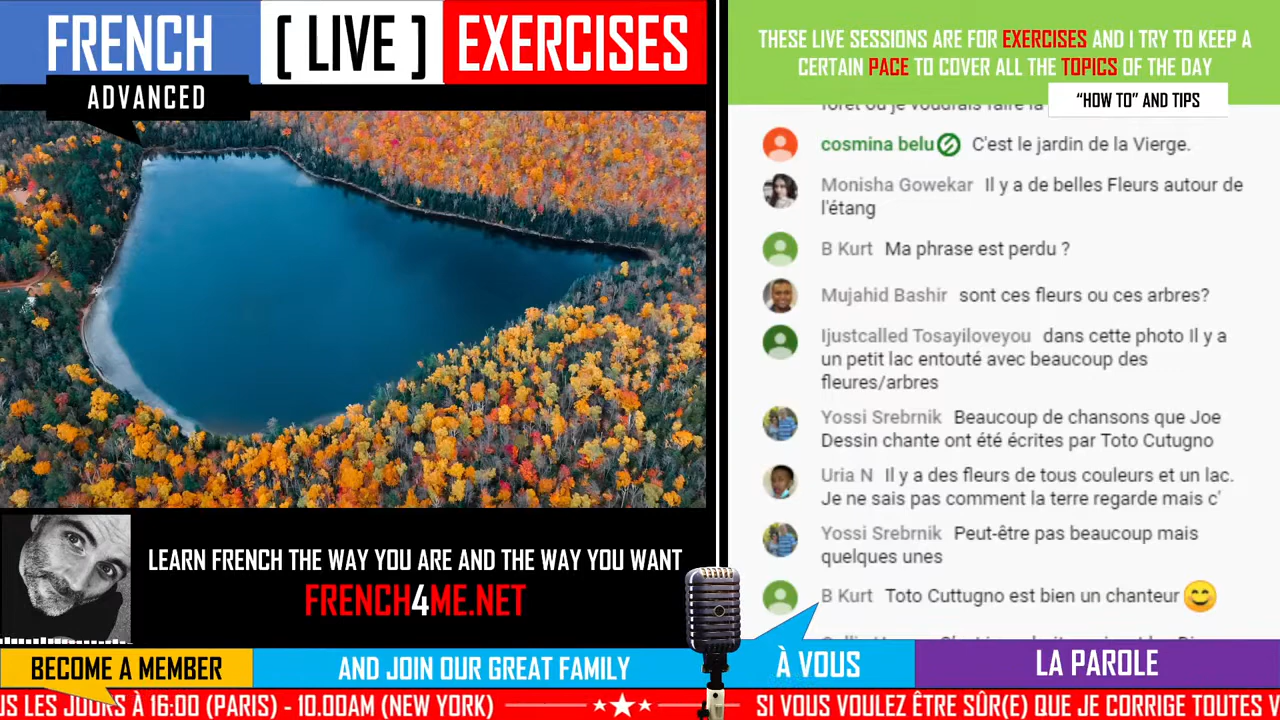 FRENCH
[ LIVE ]
EXERCISES
ADVANCED
THESE LIVE SESSIONS ARE FOR EXERCISES AND I TRY TO KEEP A
CERTAIN PACE TO COVER ALL THE TOPICS OF THE DAY
"HOW TO" AND TIPS
forêt où je voudrais faire la
cosmina belu C'est le jardin de la Vierge.
Monisha Gowekar Il y a de belles Fleurs autour de
l'étang
B Kurt Ma phrase est perdu ?
Mujahid Bashir sont ces fleurs ou ces arbres?
Ijustcalled Tosayiloveyou dans cette photo Il y a
un petit lac entouté avec beaucoup des
fleures/arbres
Yossi Srebrnik Beaucoup de chansons que Joe
Dessin chante ont été écrites par Toto Cutugno
Uria N Il y a des fleurs de tous couleurs et un lac.
Je ne sais pas comment la terre regarde mais c'
Yossi Srebrnik Peut-être pas beaucoup mais
quelques unes
B Kurt Toto Cuttugno est bien un chanteur 😊
LEARN FRENCH THE WAY YOU ARE AND THE WAY YOU WANT
FRENCH4ME.NET
BECOME A MEMBER
AND JOIN OUR GREAT FAMILY
À VOUS
LA PAROLE
US LES JOURS À 16:00 (PARIS) - 10.00AM (NEW YORK)
SI VOUS VOULEZ ÊTRE SÛR(E) QUE JE CORRIGE TOUTES V